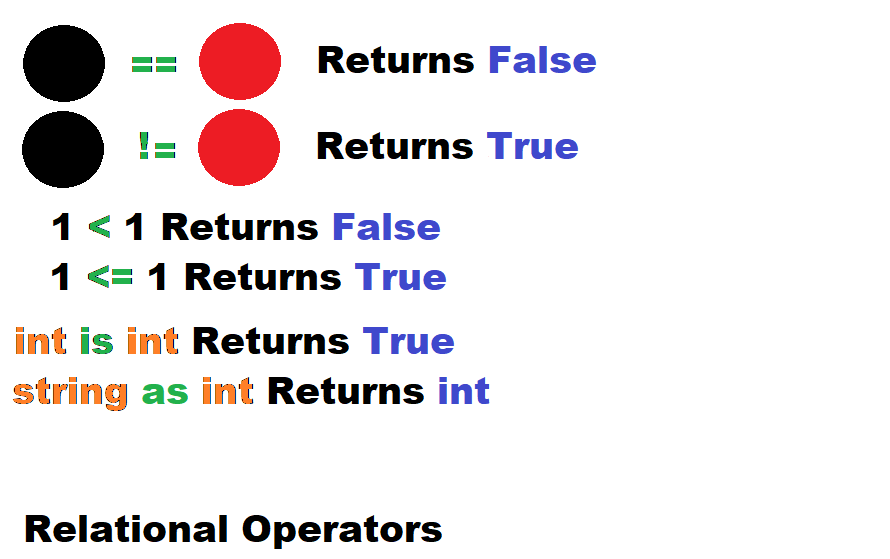 == Returns False
!= Returns True
1 < 1 Returns False
1 <= 1 Returns True
int is int Returns True
string as int Returns int
Relational Operators